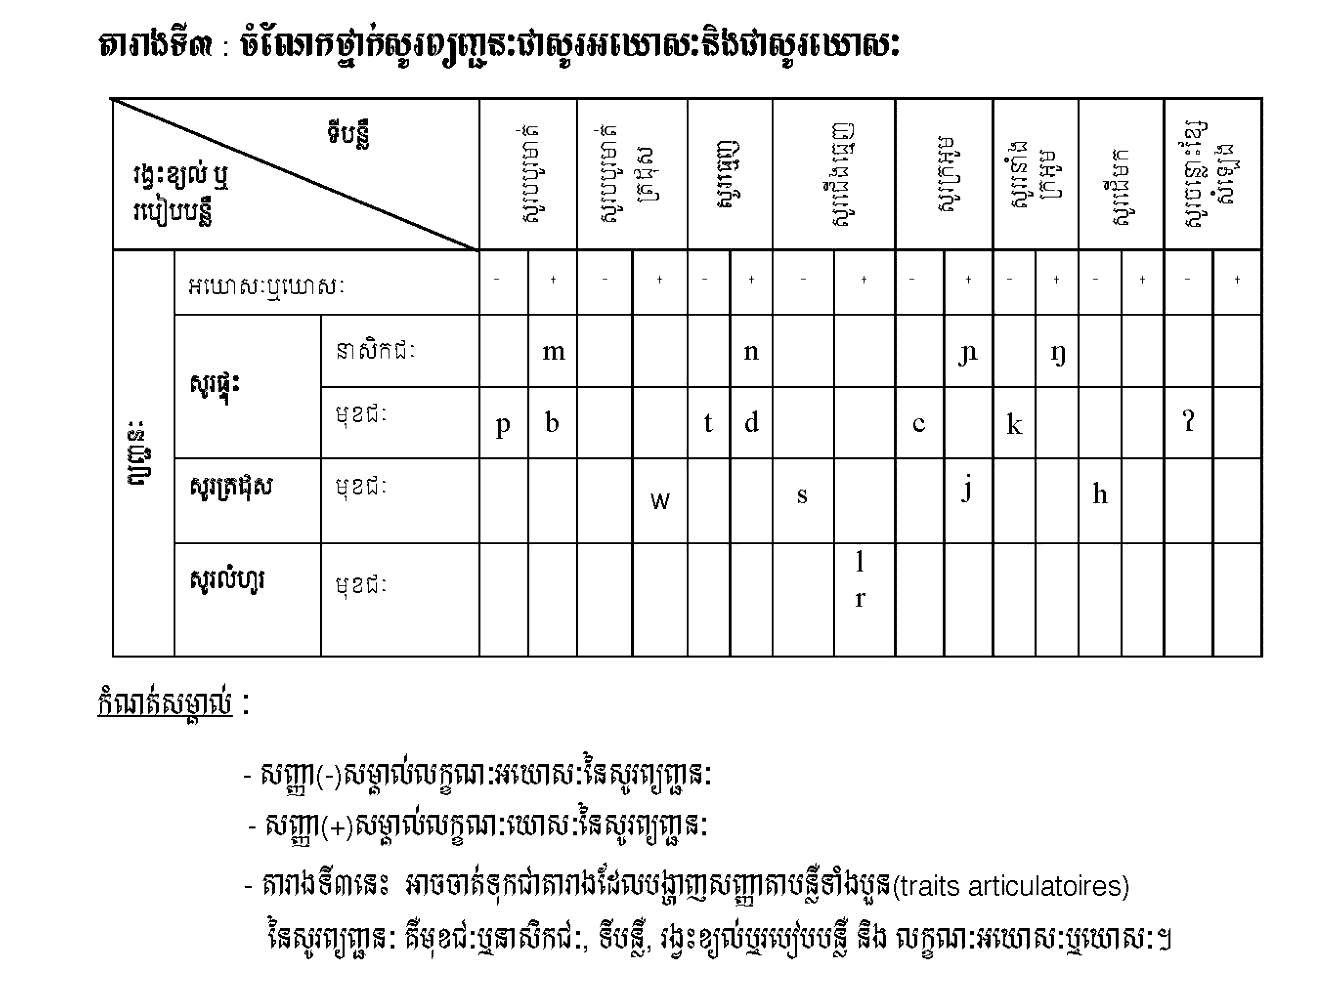 តារាងទី៣ : ចំណែកថ្នាក់សូរព្យញ្ជនៈជាសូរអឃោសៈនិងជាសូរឃោសៈ
ទីបន្លឺ
រង្វះខ្យល់ ឬ
របៀបបន្លឺ
សូរបបូរមាត់
សូរបបូរមាត់
ត្រដុស
សូរធ្មេញ
សូរជើងធ្មេញ
សូរក្រអូម
សូររនាំង
ក្រអូម
សូរដើមក
សូរចន្លោះខ្សែ
សំឡេង
ព្យញ្ជនៈ
អឃោសៈឬឃោសៈ - + - + - + - + - + - + - + - +
សូរផ្ទុះ
នាសិកជៈ m n ɲ ŋ
មុខជៈ p b t d c k ʔ
សូរត្រដុស មុខជៈ w s j h
សូរលំហូរ មុខជៈ l
r
កំណត់សម្គាល់ :
- សញ្ញា(-)សម្គាល់លក្ខណៈអឃោសៈនៃសូរព្យញ្ជនៈ
- សញ្ញា(+)សម្គាល់លក្ខណៈឃោសៈនៃសូរព្យញ្ជនៈ
- តារាងទី៣នេះ អាចចាត់ទុកជាតារាងដែលបង្ហាញសញ្ញាតាបន្លឺទាំងបួន(traits articulatoires)
នៃសូរព្យញ្ជនៈ គឺមុខជៈឬនាសិកជៈ, ទីបន្លឺ, រង្វះខ្យល់ឬរបៀបបន្លឺ និង លក្ខណៈអឃោសៈឬឃោសៈ។